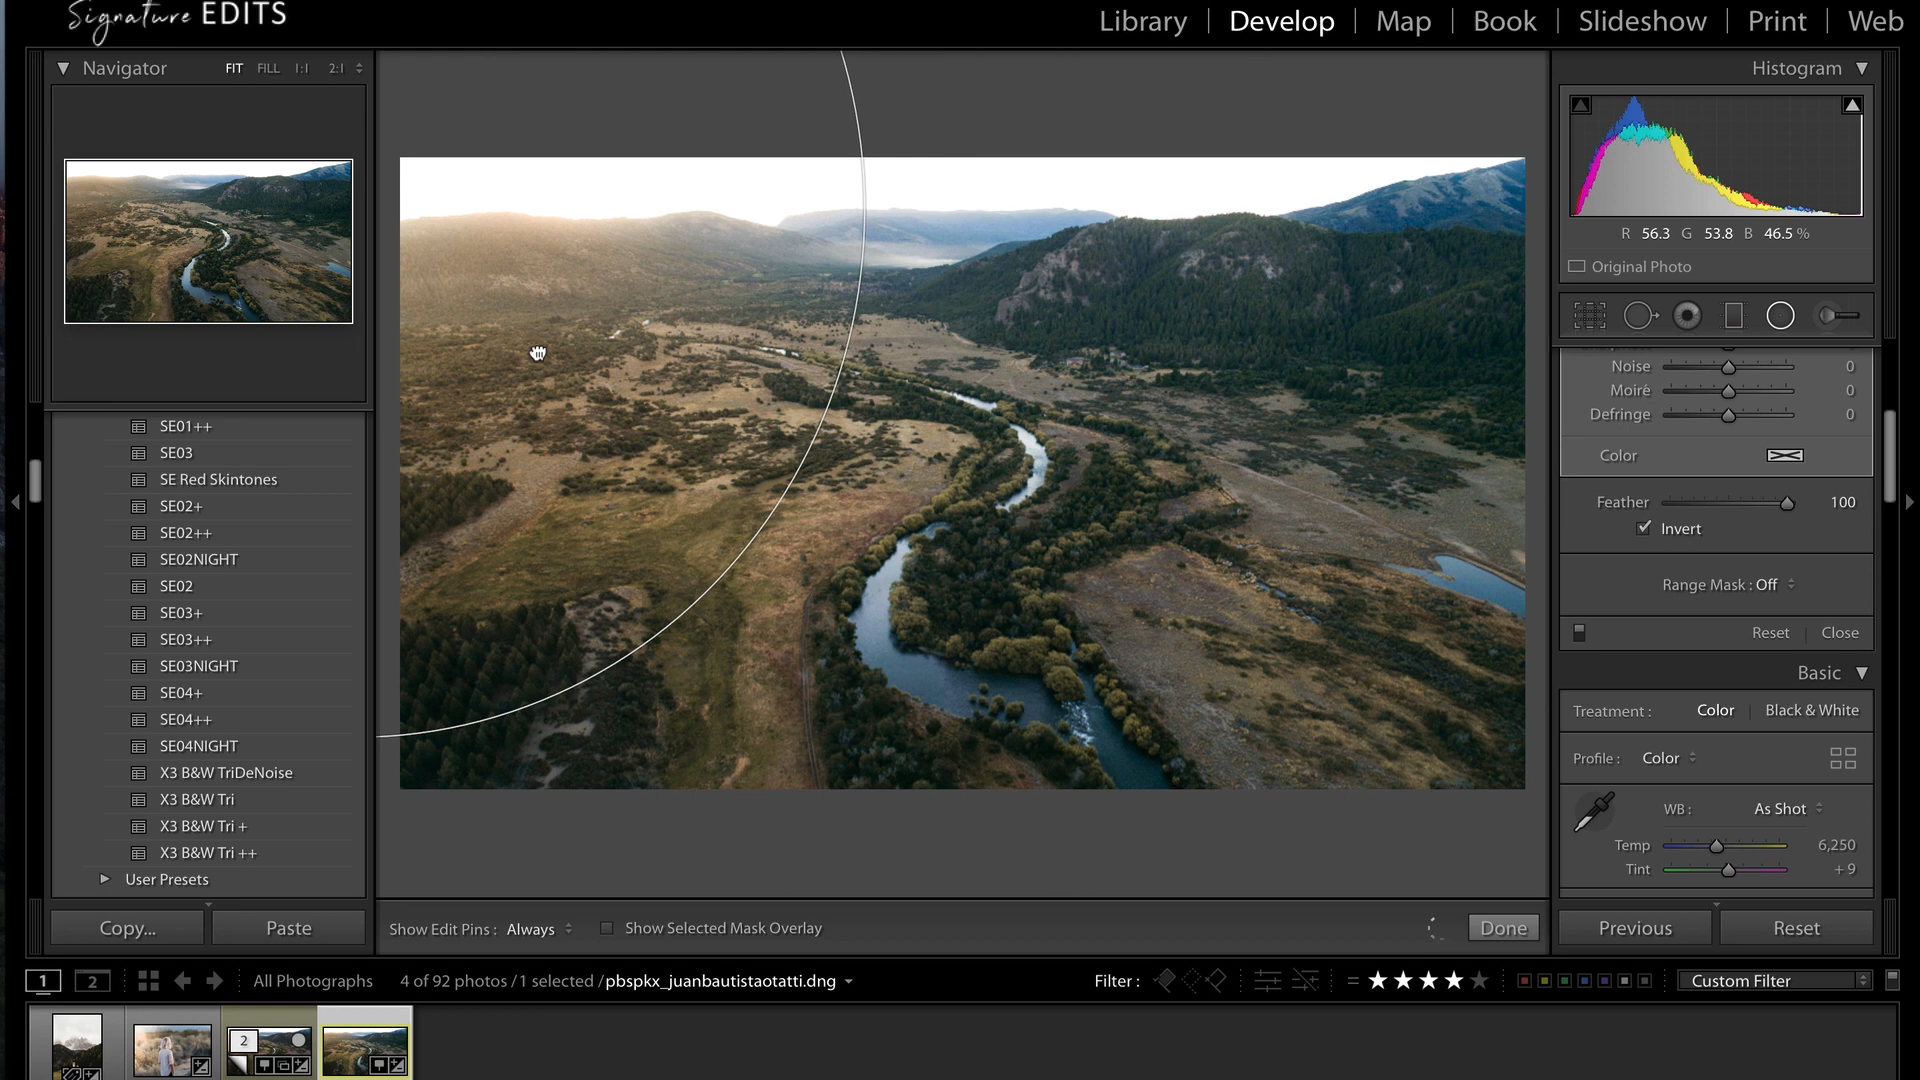 Signature EDITS
Library | Develop | Map | Book | Slideshow | Print | Web
Navigator FIT FILL 1:1 2:1
SE01++
SE03
SE Red Skintones
SE02+
SE02++
SE02NIGHT
SE02
SE03+
SE03++
SE03NIGHT
SE04+
SE04++
SE04NIGHT
X3 B&W TriDeNoise
X3 B&W Tri
X3 B&W Tri +
X3 B&W Tri ++
User Presets
Copy... Paste
Show Edit Pins : Always Show Selected Mask Overlay Done
Histogram
R 56.3 G 53.8 B 46.5 %
Original Photo
Noise 0
Moiré 0
Defringe 0
Color
Feather 100
Invert
Range Mask : Off
Reset | Close
Basic
Treatment : Color | Black & White
Profile : Color
WB : As Shot
Temp 6,250
Tint + 9
Previous Reset
1 2 All Photographs 4 of 92 photos / 1 selected / pbspkx_juanbautistaotatti.dng Filter : Custom Filter
2